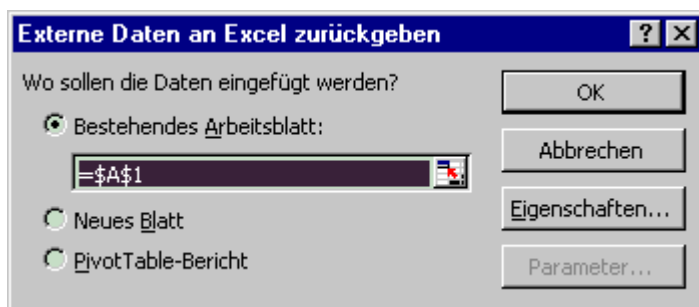 Externe Daten an Excel zurückgeben
Wo sollen die Daten eingefügt werden?
Bestehendes Arbeitsblatt:
=$A$1
Neues Blatt
PivotTable-Bericht
OK
Abbrechen
Eigenschaften...
Parameter...